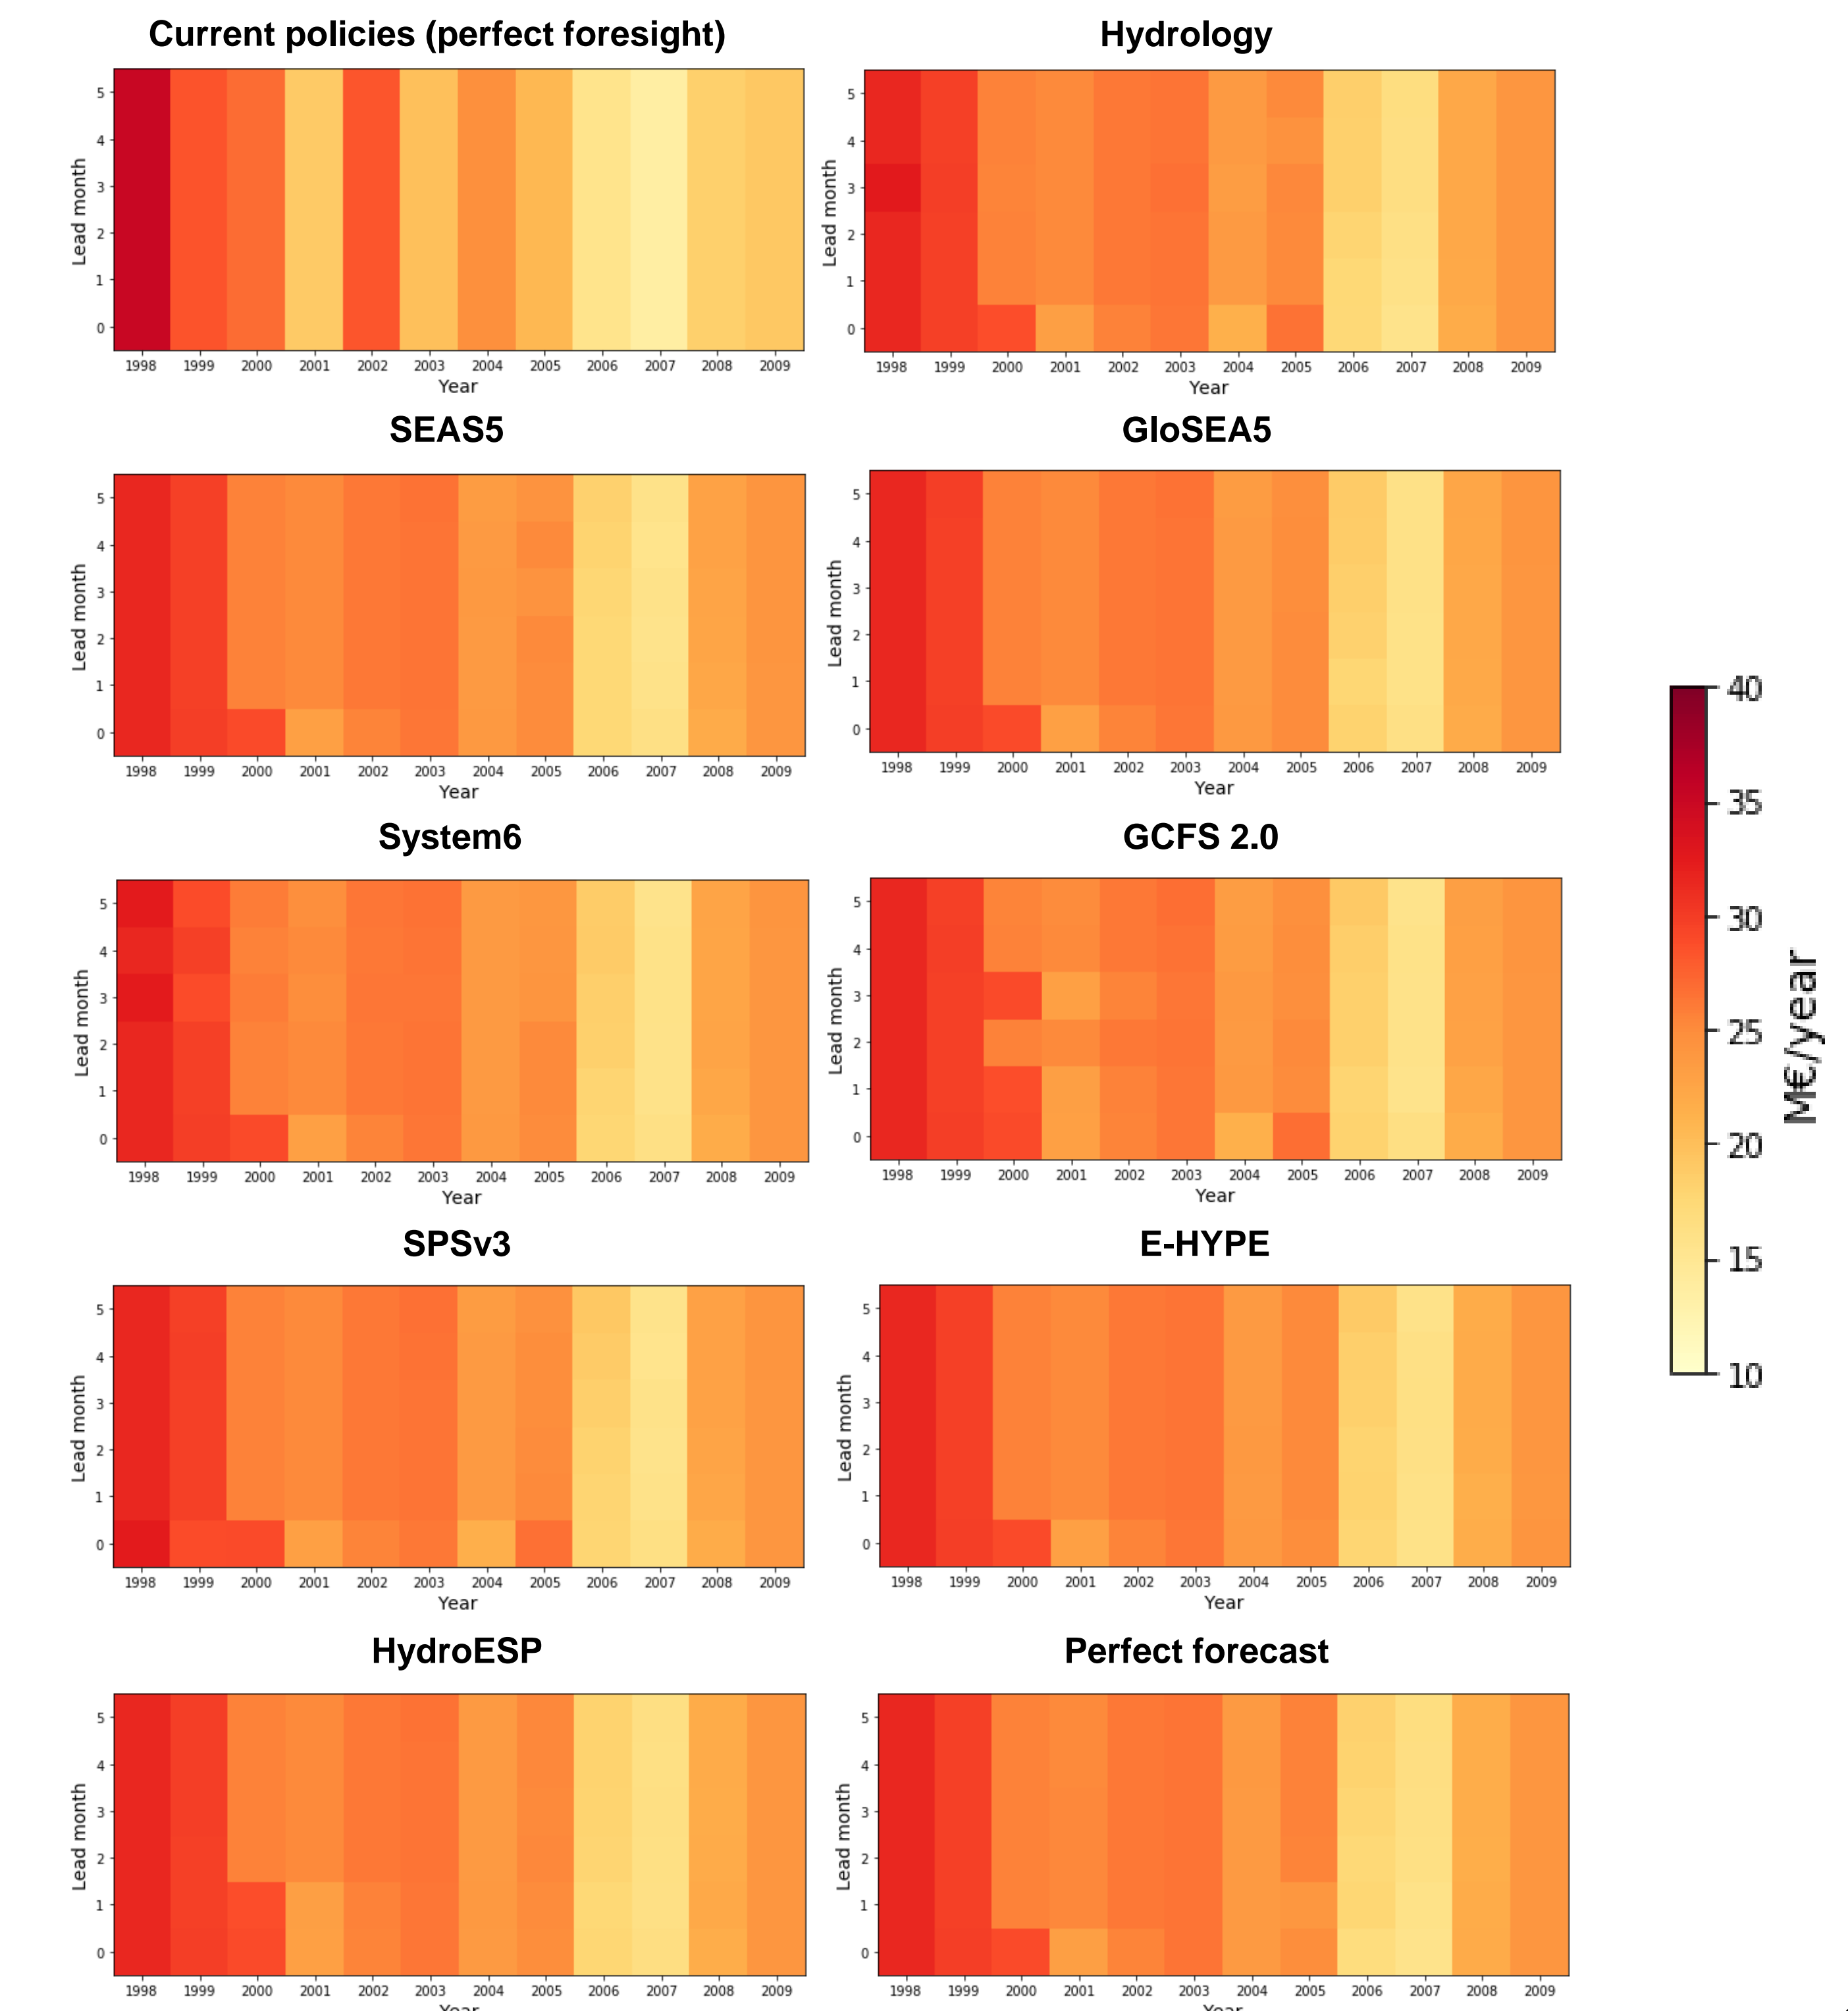 Current policies (perfect foresight)
5
4
3
2
1
0
Lead month
1998 1999 2000 2001 2002 2003 2004 2005 2006 2007 2008 2009
Year
Hydrology
5
4
3
2
1
0
Lead month
1998 1999 2000 2001 2002 2003 2004 2005 2006 2007 2008 2009
Year
SEAS5
5
4
3
2
1
0
Lead month
1998 1999 2000 2001 2002 2003 2004 2005 2006 2007 2008 2009
Year
GloSEA5
5
4
3
2
1
0
Lead month
1998 1999 2000 2001 2002 2003 2004 2005 2006 2007 2008 2009
Year
System6
5
4
3
2
1
0
Lead month
1998 1999 2000 2001 2002 2003 2004 2005 2006 2007 2008 2009
Year
GCFS 2.0
5
4
3
2
1
0
Lead month
1998 1999 2000 2001 2002 2003 2004 2005 2006 2007 2008 2009
Year
SPSv3
5
4
3
2
1
0
Lead month
1998 1999 2000 2001 2002 2003 2004 2005 2006 2007 2008 2009
Year
E-HYPE
5
4
3
2
1
0
Lead month
1998 1999 2000 2001 2002 2003 2004 2005 2006 2007 2008 2009
Year
HydroESP
5
4
3
2
1
0
Lead month
1998 1999 2000 2001 2002 2003 2004 2005 2006 2007 2008 2009
Year
Perfect forecast
5
4
3
2
1
0
Lead month
1998 1999 2000 2001 2002 2003 2004 2005 2006 2007 2008 2009
Year
40
35
30
25
20
15
10
M€/year